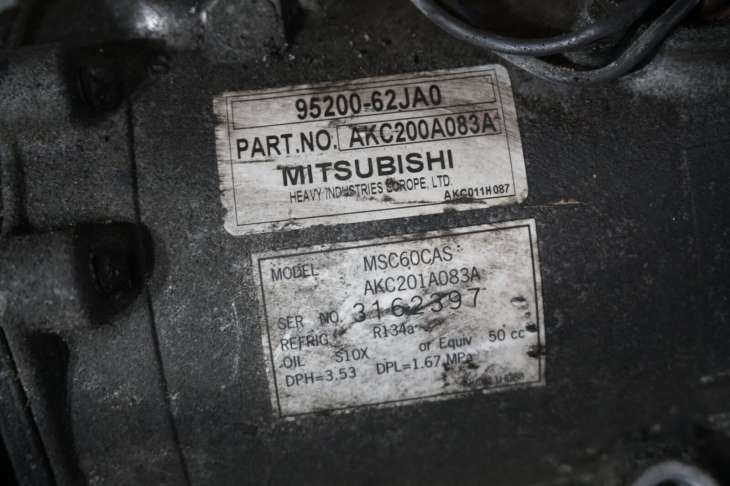 95200-62JA0
PART.NO. AKC200A083A
MITSUBISHI
HEAVY INDUSTRIES EUROPE, LTD.
AKC011H087
MODEL MSC60CAS
AKC201A083A
SER NO. 3162397
REFRIG R134a
OIL S10X or Equiv 50 cc
DPH=3.53 DPL=1.67 MPa